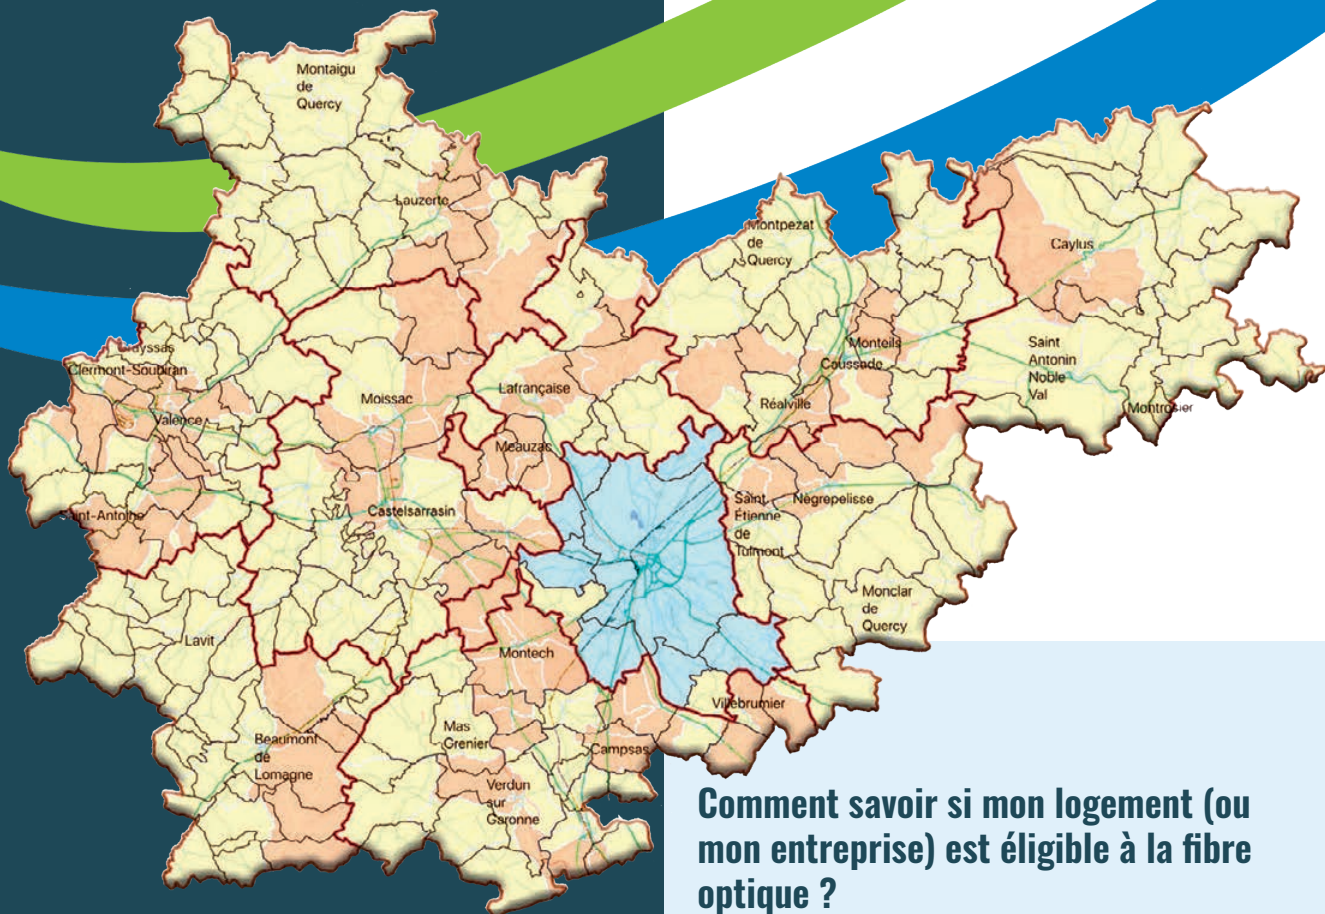 Montaigu
de
Quercy
Lauzerte
Montpezat
de
Quercy
Caylus
Clermont-Soubiran
Valence
Moissac
Lafrançaise
Monteils
Caussade
Réalville
Saint
Antonin
Noble
Val
Montrosier
Meauzac
Castelsarrasin
Saint-Antoine
Saint
Étienne
de
Tulmont
Nègrepelisse
Monclar
de
Quercy
Lavit
Montech
Villebrumier
Beaumont
de
Lomagne
Mas
Grenier
Campsas
Verdun
sur
Garonne
Comment savoir si mon logement (ou
mon entreprise) est éligible à la fibre
optique ?